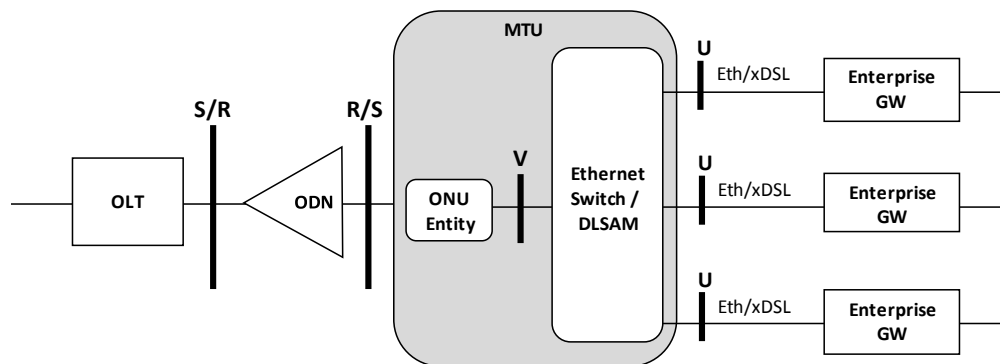 MTU
U
Eth/xDSL
Enterprise
GW
S/R
R/S
OLT
ODN
ONU
Entity
V
Ethernet
Switch /
DLSAM
U
Eth/xDSL
Enterprise
GW
U
Eth/xDSL
Enterprise
GW